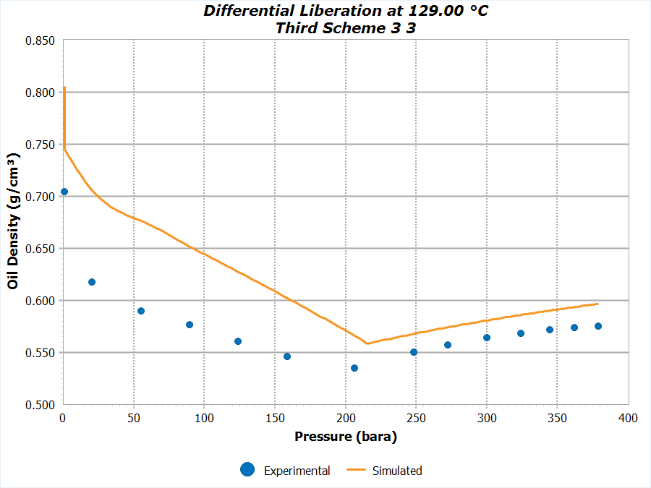 Differential Liberation at 129.00 °C
Third Scheme 3 3
0.850
0.800
0.750
0.700
0.650
0.600
0.550
0.500
Oil Density (g/cm³)
0 50 100 150 200 250 300 350 400
Pressure (bara)
Experimental Simulated